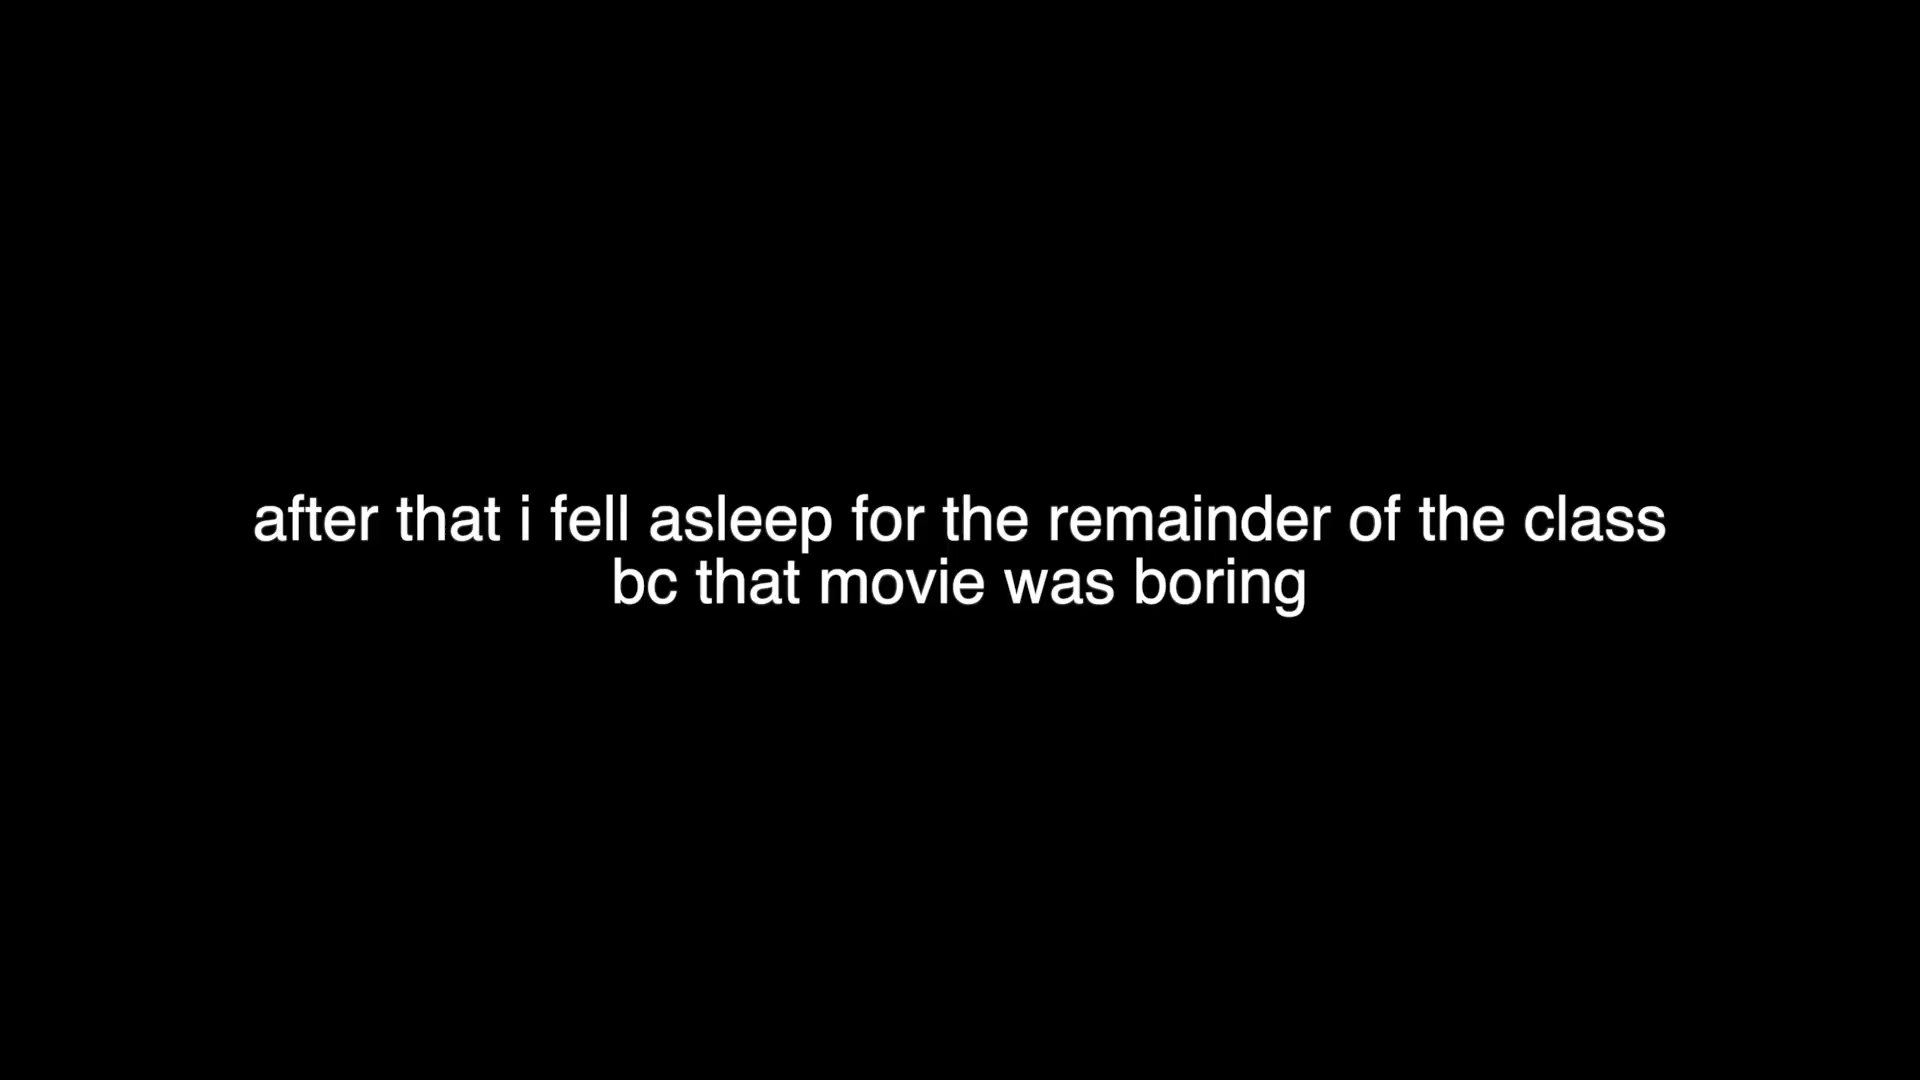 after that i fell asleep for the remainder of the class
bc that movie was boring